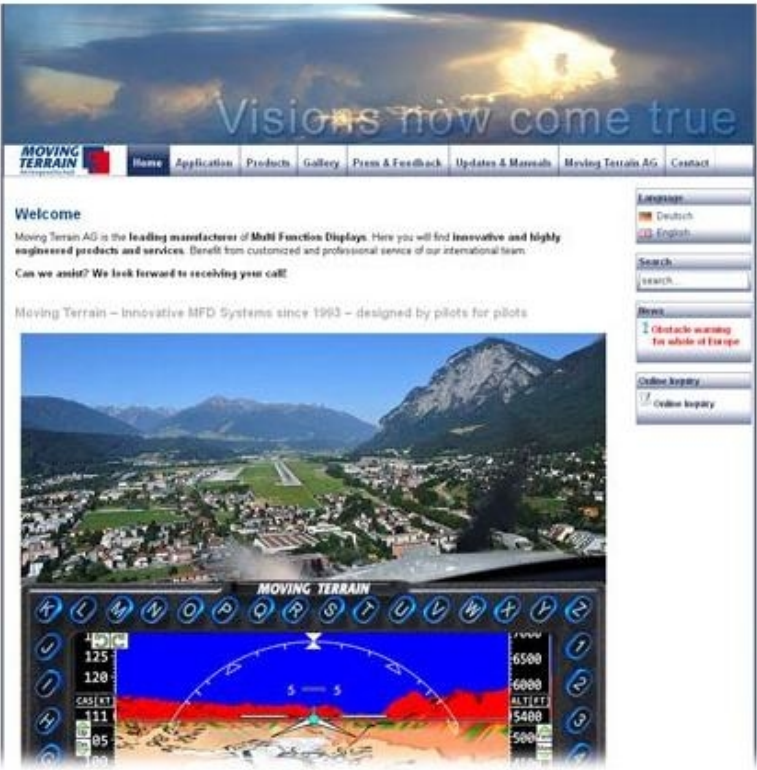 Visions now come true
MOVING
TERRAIN
Home Application Products Gallery Press & Feedback Updates & Manuals Moving Terrain AG Contact
Welcome
Moving Terrain AG is the leading manufacturer of Multi Function Displays. Here you will find innovative and highly
engineered products and services. Benefit from customized and professional service of our international team.
Can we assist? We look forward to receiving your call!
Moving Terrain – Innovative MFD Systems since 1993 – designed by pilots for pilots
Language
Deutsch
English
Search
search...
News
Obstacle warning
for whole of Europe
Online Inquiry
Online Inquiry
MOVING TERRAIN
K L M N O P Q R S T U V W X Y Z
J 125 6500 1
120 5 5 6000
I CAS[KT] ALT[FT] 2
H 111 5400 3
05 500